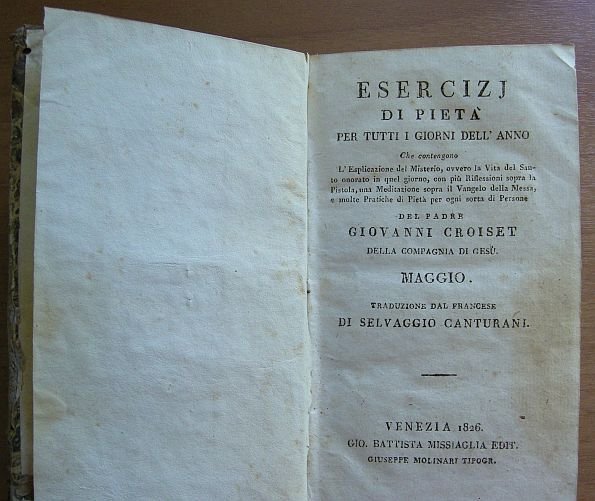 ESERCIZJ
DI PIETÀ
PER TUTTI I GIORNI DELL' ANNO
Che contengono
L' Esplicazione del Misterio, ovvero la Vita del San-
to onorato in quel giorno, con più Riflessioni sopra la
Pistola, una Meditazione sopra il Vangelo della Messa,
e molte Pratiche di Pietà per ogni sorta di Persone
DEL PADRE
GIOVANNI CROISET
DELLA COMPAGNIA DI GESÙ.
MAGGIO.
TRADUZIONE DAL FRANCESE
DI SELVAGGIO CANTURANI.
VENEZIA 1826.
GIO. BATTISTA MISSIAGLIA EDIT.
GIUSEPPE MOLINARI TIPOGR.